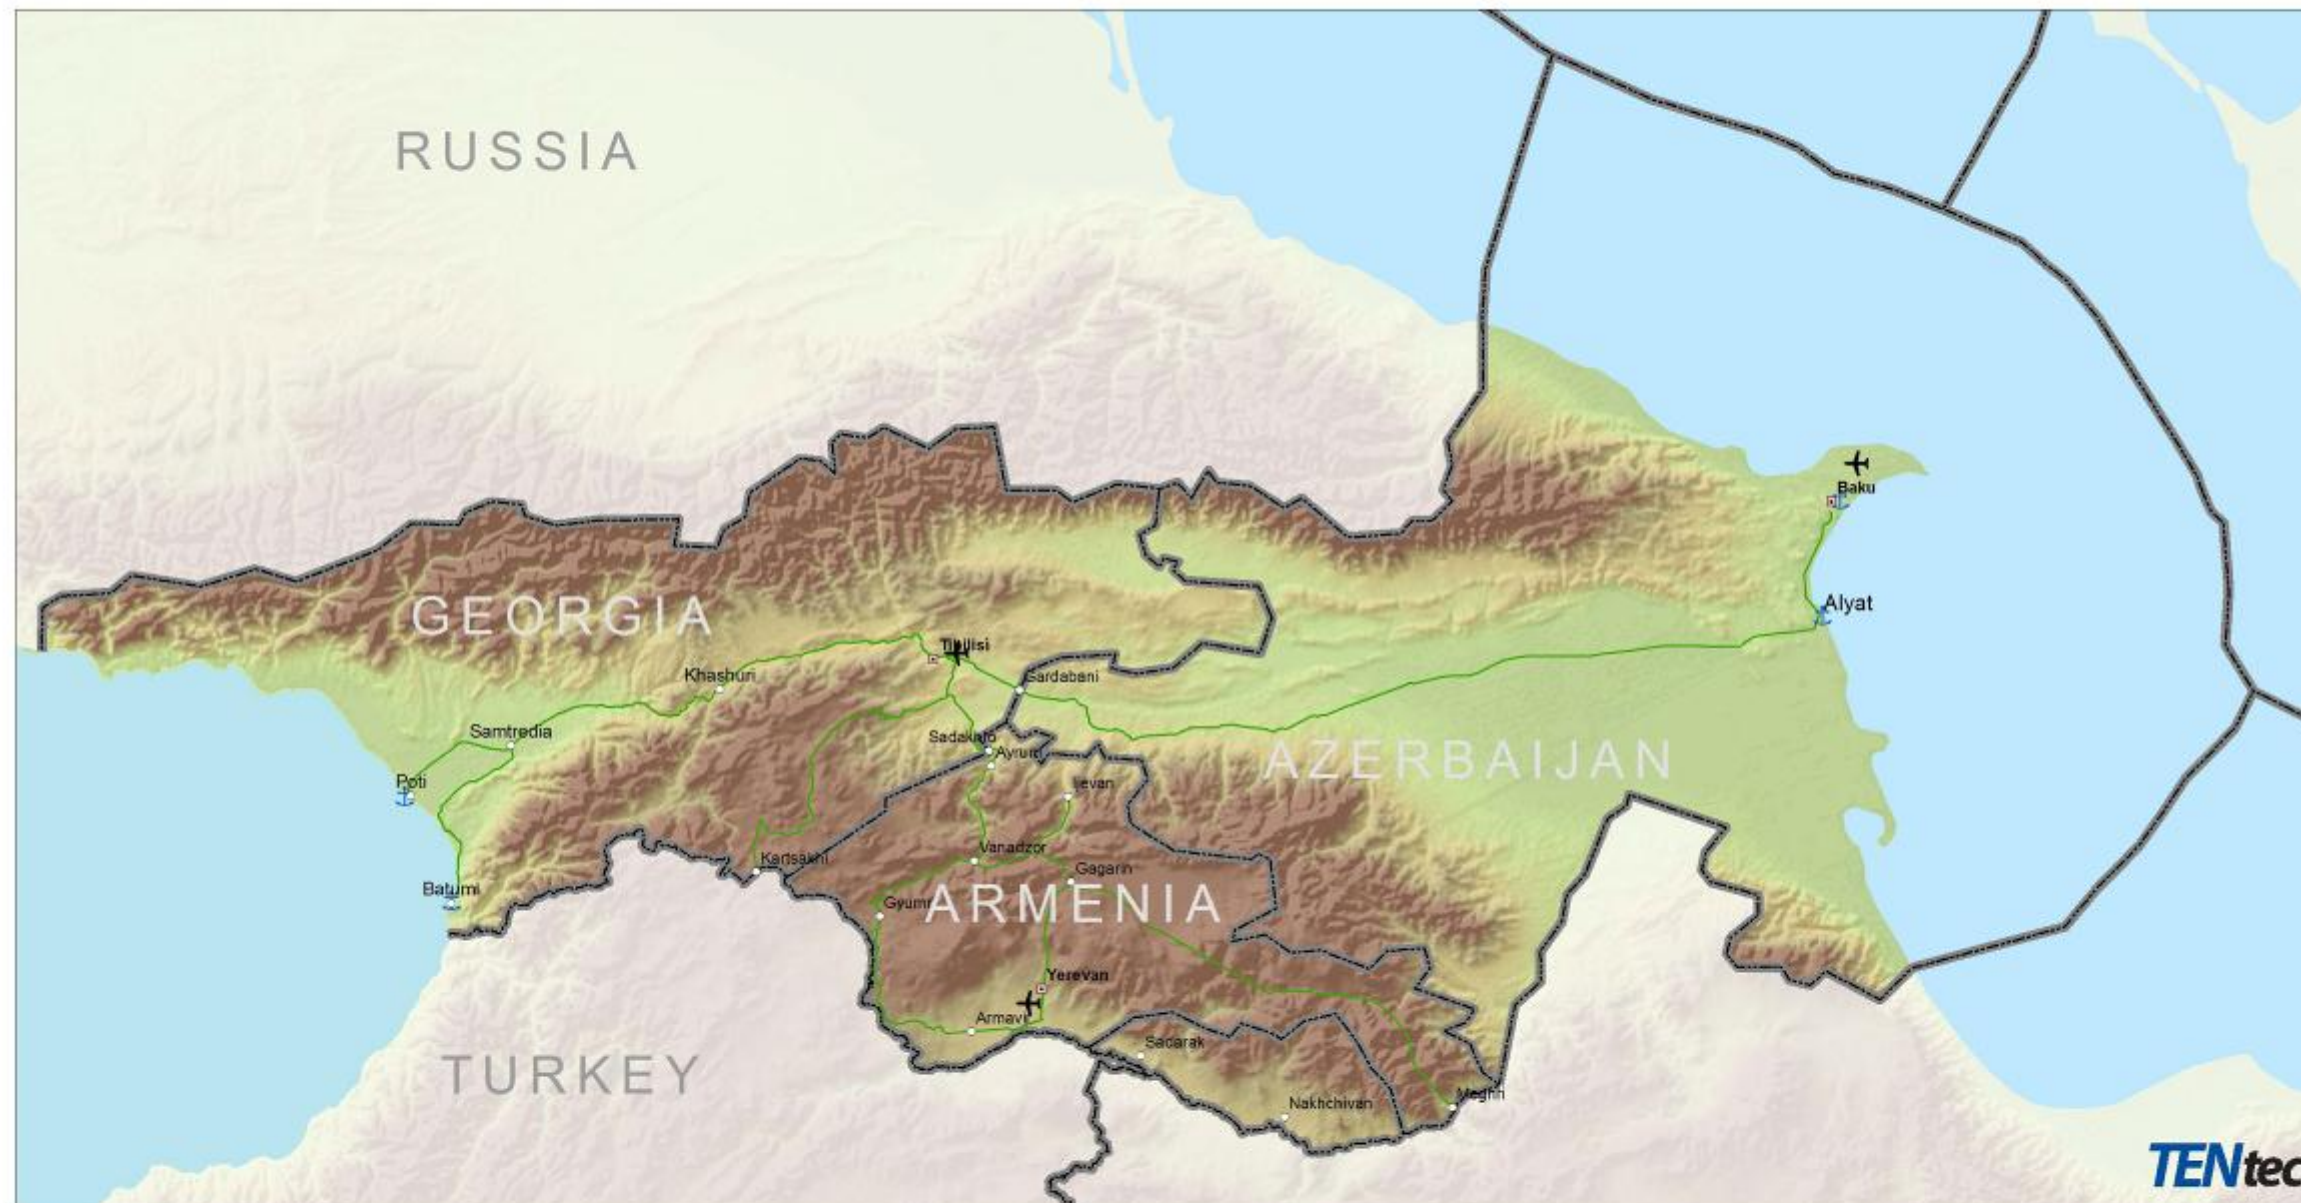 RUSSIA
Baku
Alyat
GEORGIA
Tbilisi
Khashuri
Gardabani
Samtredia
Sadakhlo
Ayrum
AZERBAIJAN
Poti
Ijevan
Vanadzor
Kartsakhi
Gagarin
Batumi
Gyumri
ARMENIA
Yerevan
Armavir
Sadarak
TURKEY
Meghri
Nakhchivan
TENtec